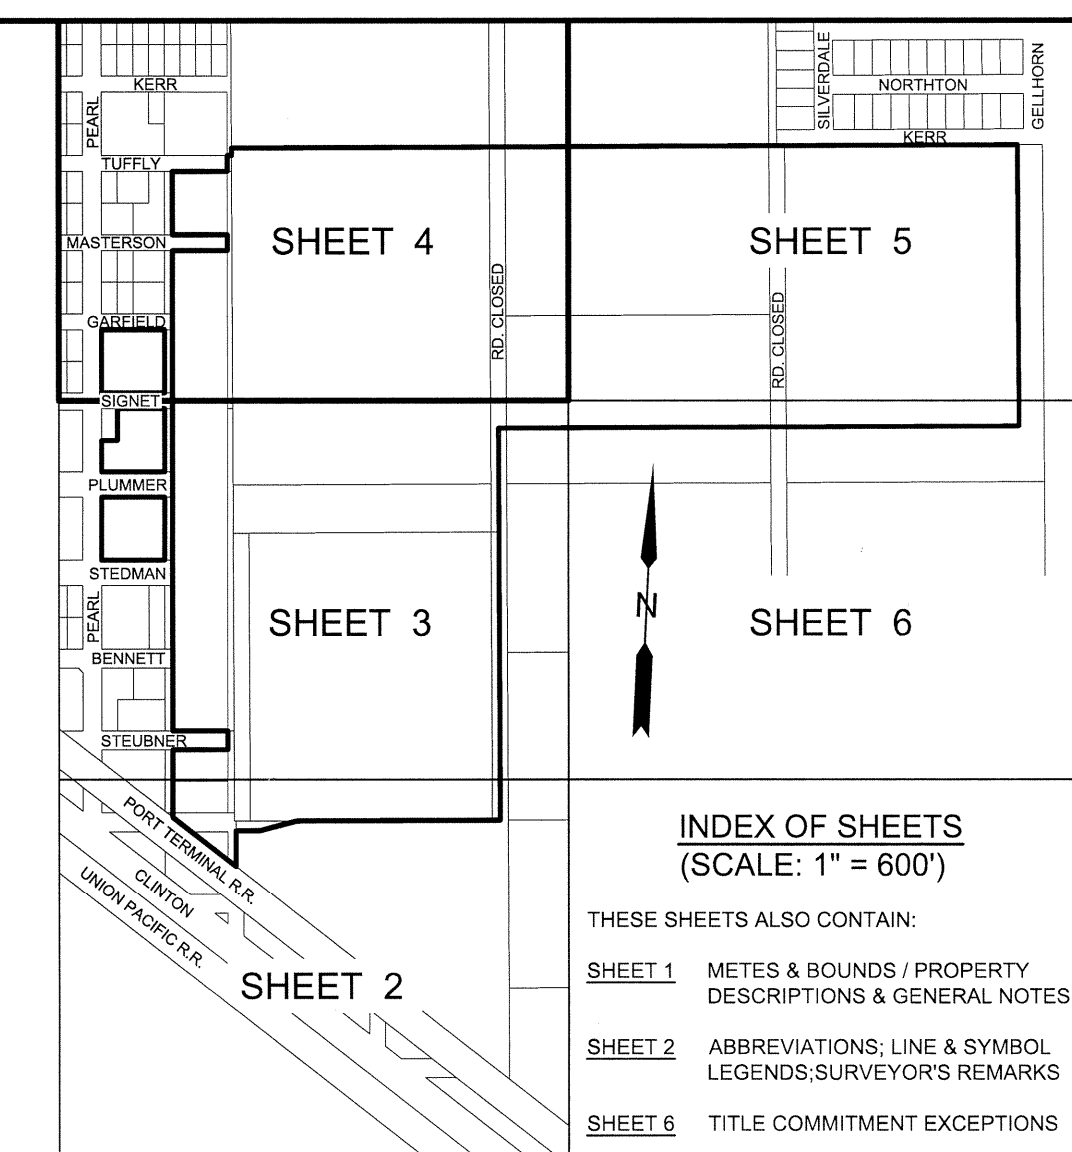 KERR
PEARL
TUFFLY
MASTERSON
GARFIELD
SIGNET
PLUMMER
STEDMAN
PEARL
BENNETT
STEUBNER
SHEET 4
RD. CLOSED
SILVERDALE
NORTHTON
GELLHORN
KERR
SHEET 5
RD. CLOSED
SHEET 3
N
SHEET 6
PORT TERMINAL R.R.
CLINTON
UNION PACIFIC R.R.
SHEET 2
INDEX OF SHEETS
(SCALE: 1" = 600')
THESE SHEETS ALSO CONTAIN:
SHEET 1 METES & BOUNDS / PROPERTY
DESCRIPTIONS & GENERAL NOTES
SHEET 2 ABBREVIATIONS; LINE & SYMBOL
LEGENDS;SURVEYOR'S REMARKS
SHEET 6 TITLE COMMITMENT EXCEPTIONS